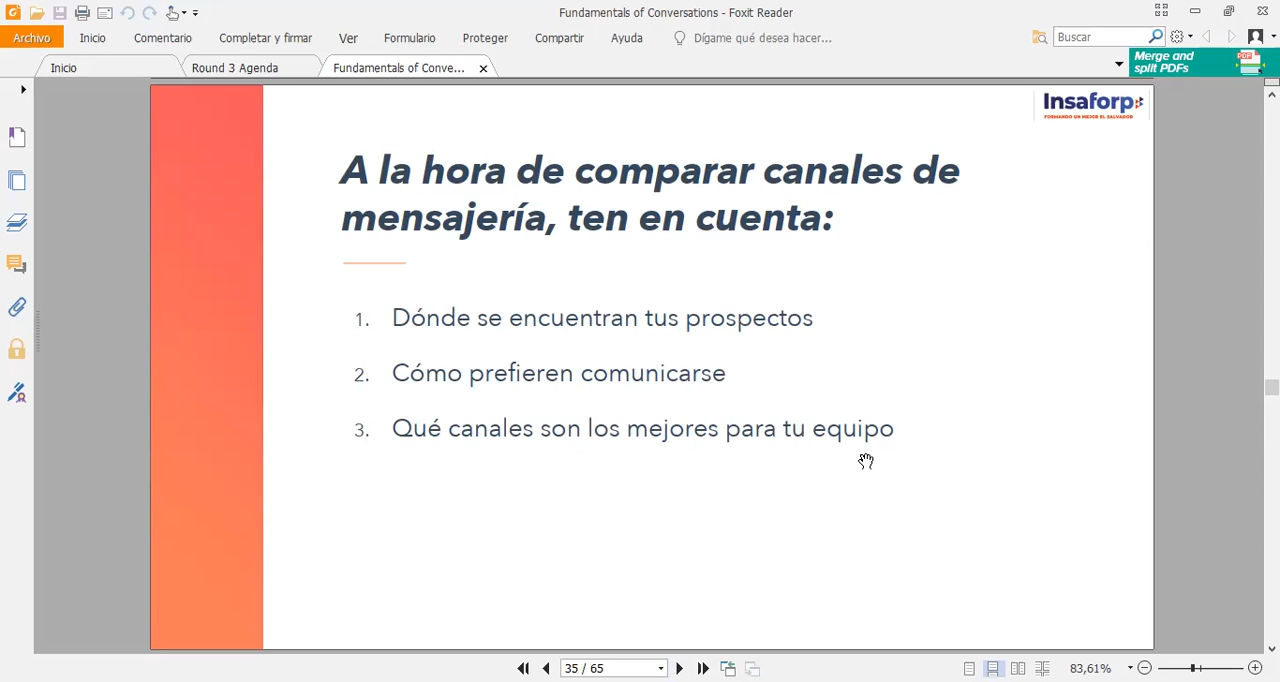 Fundamentals of Conversations - Foxit Reader
Archivo Inicio Comentario Completar y firmar Ver Formulario Proteger Compartir Ayuda Dígame qué desea hacer... Buscar
Inicio Round 3 Agenda Fundamentals of Conve... Merge and
split PDFs
PDF
Insaforp
FORMANDO UN MEJOR EL SALVADOR
A la hora de comparar canales de
mensajería, ten en cuenta:
1. Dónde se encuentran tus prospectos
2. Cómo prefieren comunicarse
3. Qué canales son los mejores para tu equipo
35 / 65 83,61%